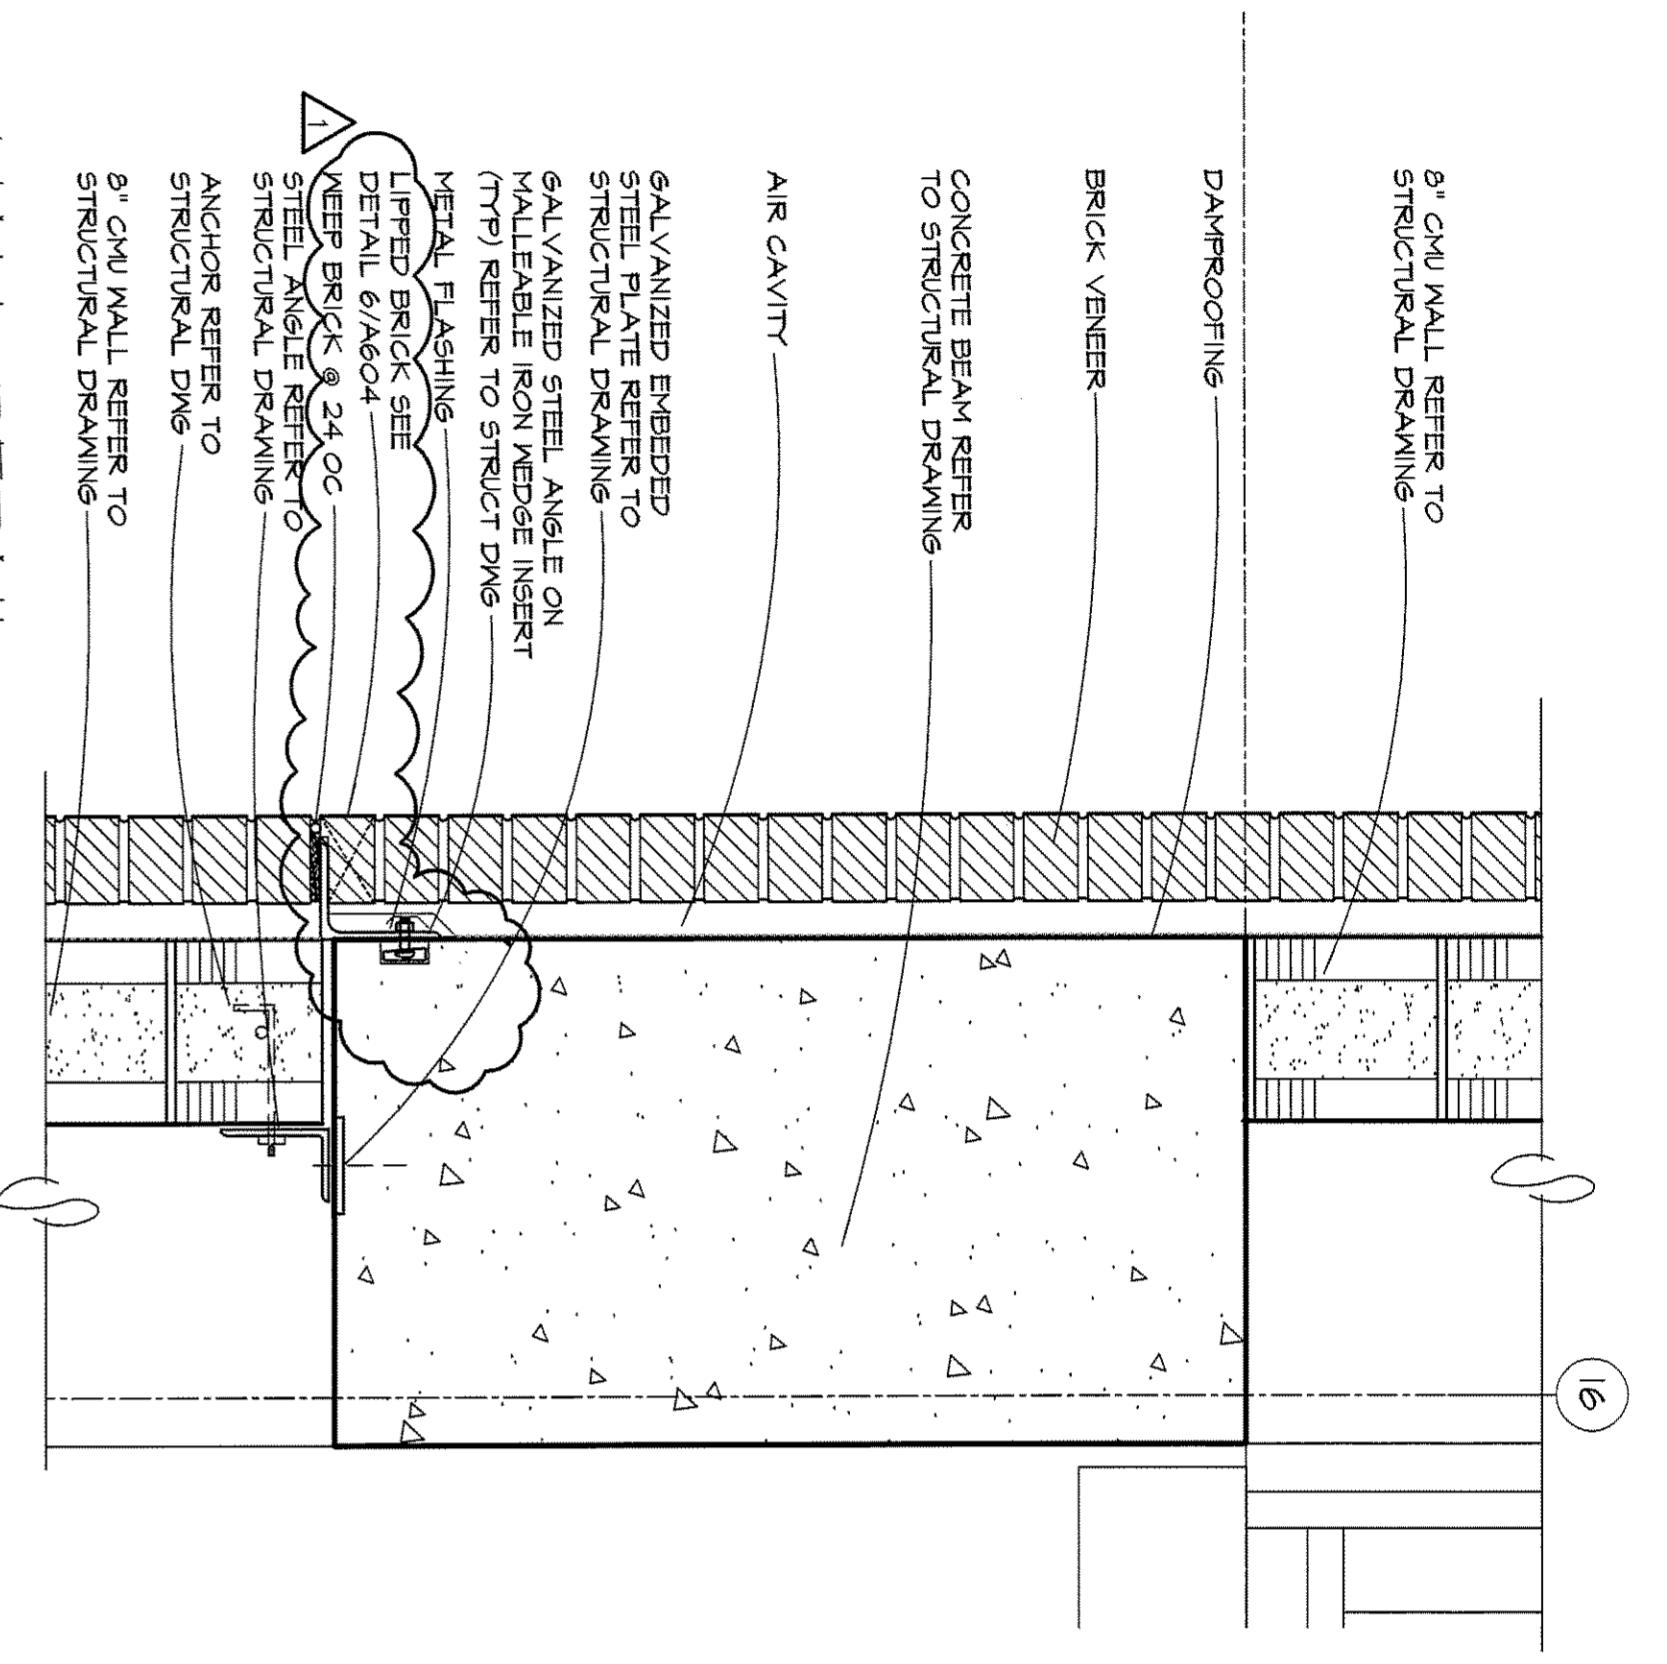 8" CMU WALL REFER TO
STRUCTURAL DRAWING
DAMPROOFING
BRICK VENEER
CONCRETE BEAM REFER
TO STRUCTURAL DRAWING
AIR CAVITY
GALVANIZED EMBEDED
STEEL PLATE REFER TO
STRUCTURAL DRAWING
GALVANIZED STEEL ANGLE ON
MALLEABLE IRON WEDGE INSERT
(TYP) REFER TO STRUCT DWG
METAL FLASHING
LIPPED BRICK SEE
DETAIL 6/A604
WEEP BRICK @ 24 OC
STEEL ANGLE REFER TO
STRUCTURAL DRAWING
ANCHOR REFER TO
STRUCTURAL DWG
8" CMU WALL REFER TO
STRUCTURAL DRAWING
1
16